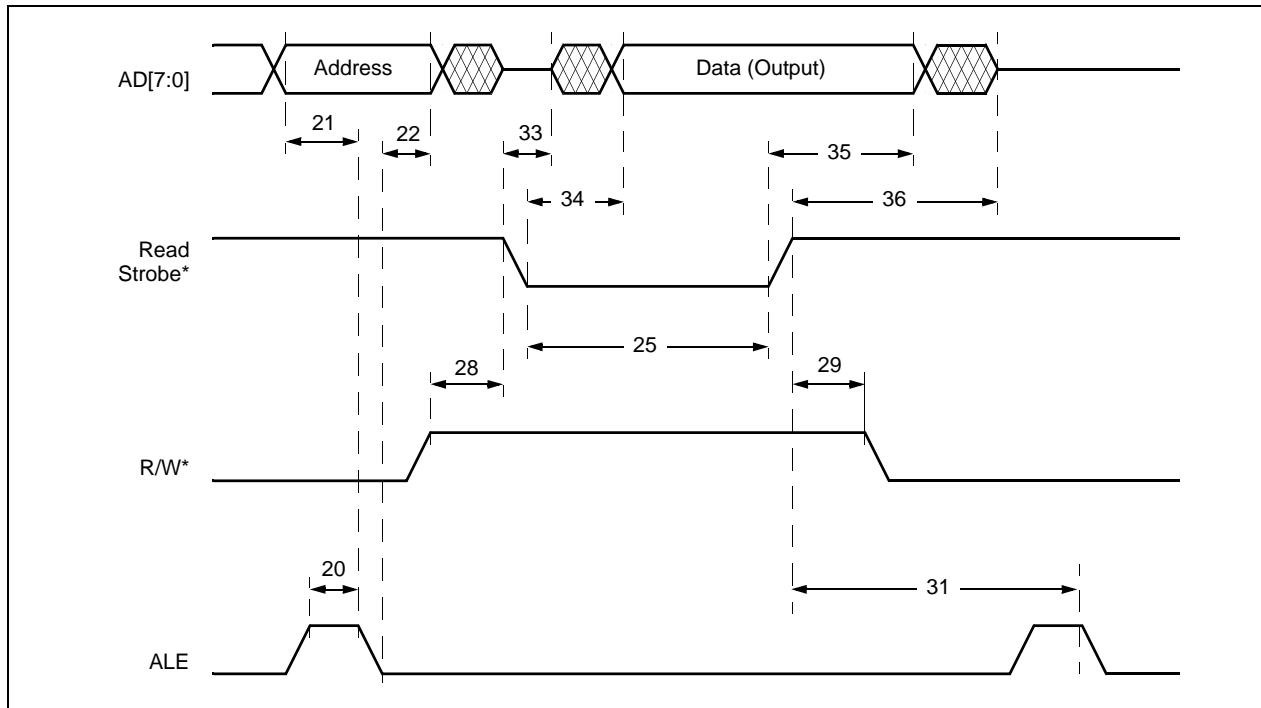 AD[7:0]
Address
Data (Output)
21
22
33
35
34
36
Read
Strobe*
25
28
29
R/W*
20
31
ALE